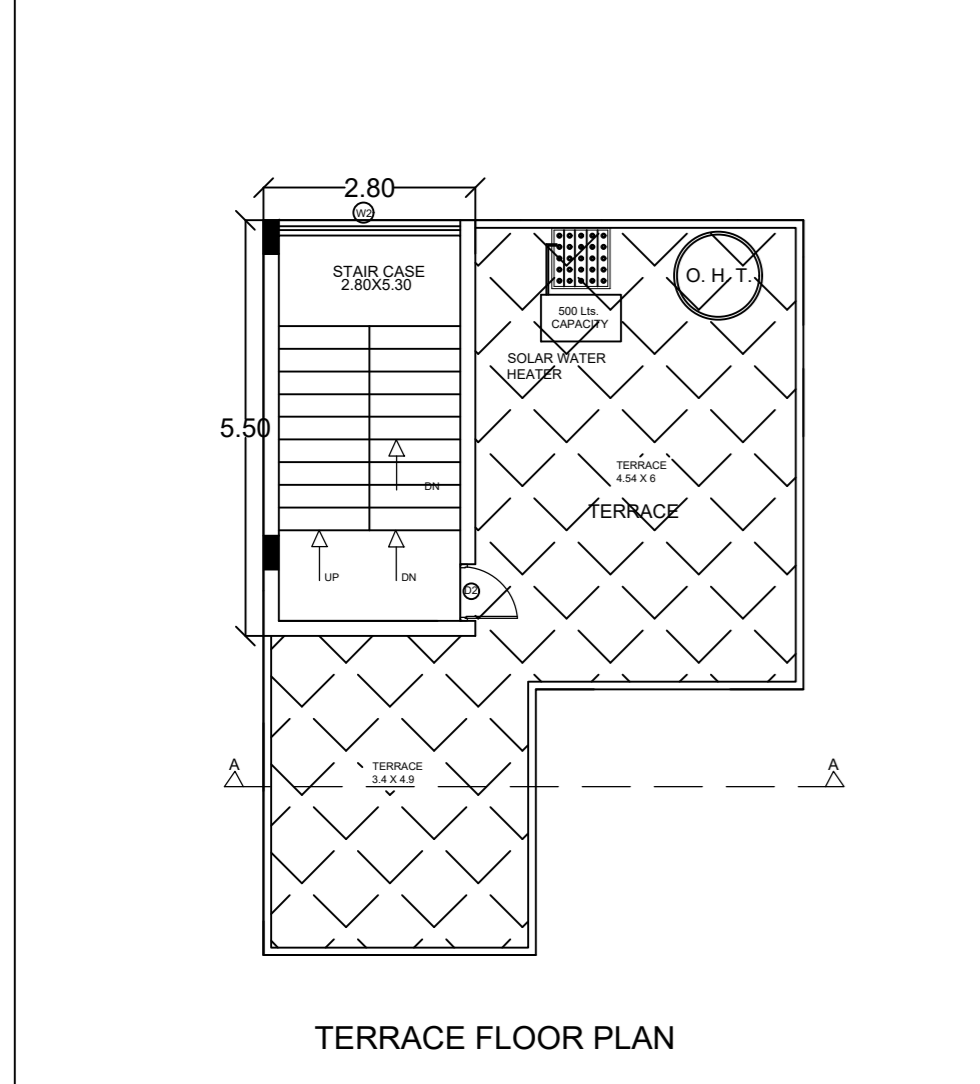 2.80
W2
STAIR CASE
2.80X5.30
O. H. T.
500 Lts.
CAPACITY
SOLAR WATER
HEATER
5.50
TERRACE
4.54 X 6
DN
TERRACE
UP
DN
D2
A
TERRACE
3.4 X 4.9
A
TERRACE FLOOR PLAN